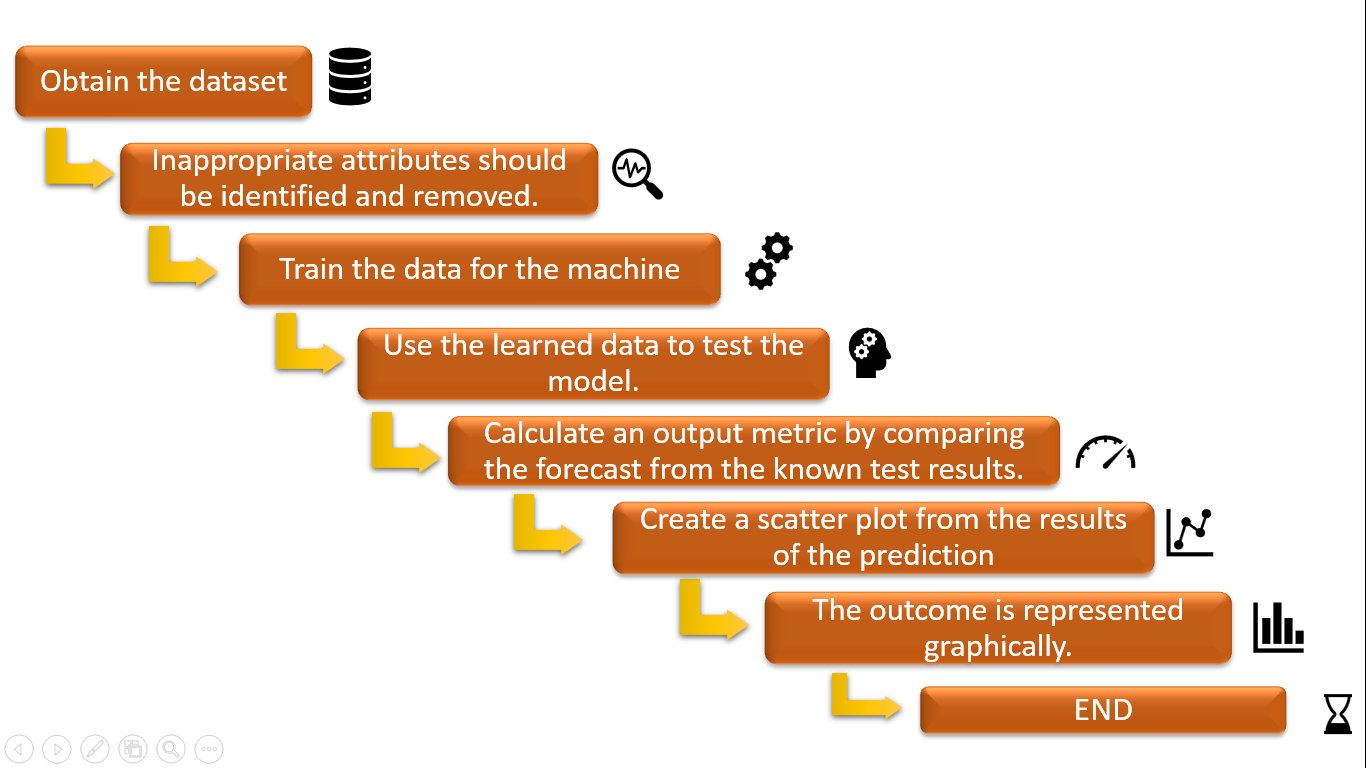 Obtain the dataset
Inappropriate attributes should
be identified and removed.
Train the data for the machine
Use the learned data to test the
model.
Calculate an output metric by comparing
the forecast from the known test results.
Create a scatter plot from the results
of the prediction
The outcome is represented
graphically.
END